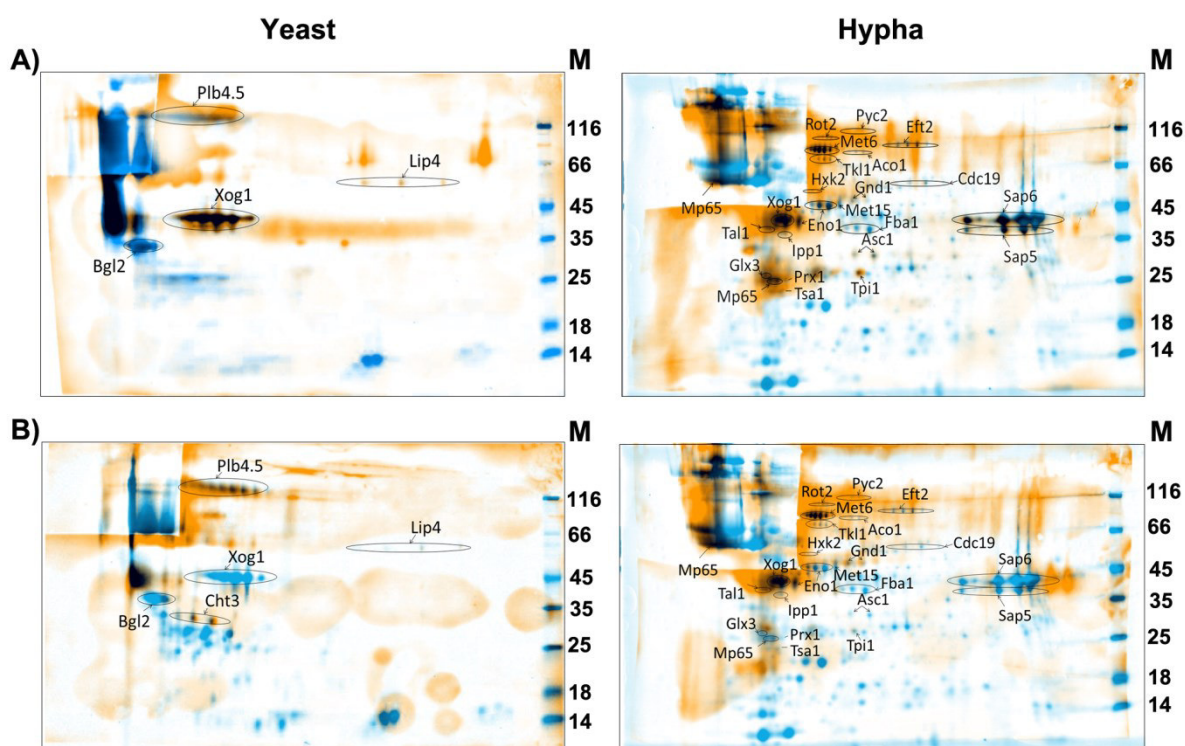 Yeast
Hypha
A)
M
M
Plb4.5
Lip4
Xog1
Bgl2
116
66
45
35
25
18
14
Rot2
Pyc2
Eft2
Met6
Tkl1
Aco1
Hxk2
Gnd1
Cdc19
Mp65
Xog1
Eno1
Met15
Fba1
Sap6
Tal1
Ipp1
Asc1
Sap5
Glx3
Prx1
Mp65
Tsa1
Tpi1
116
66
45
35
25
18
14
B)
M
M
Plb4.5
Lip4
Xog1
Cht3
Bgl2
116
66
45
35
25
18
14
Rot2
Pyc2
Eft2
Met6
Tkl1
Aco1
Hxk2
Gnd1
Cdc19
Mp65
Xog1
Eno1
Met15
Fba1
Sap6
Tal1
Ipp1
Asc1
Sap5
Glx3
Prx1
Mp65
Tsa1
Tpi1
116
66
45
35
25
18
14